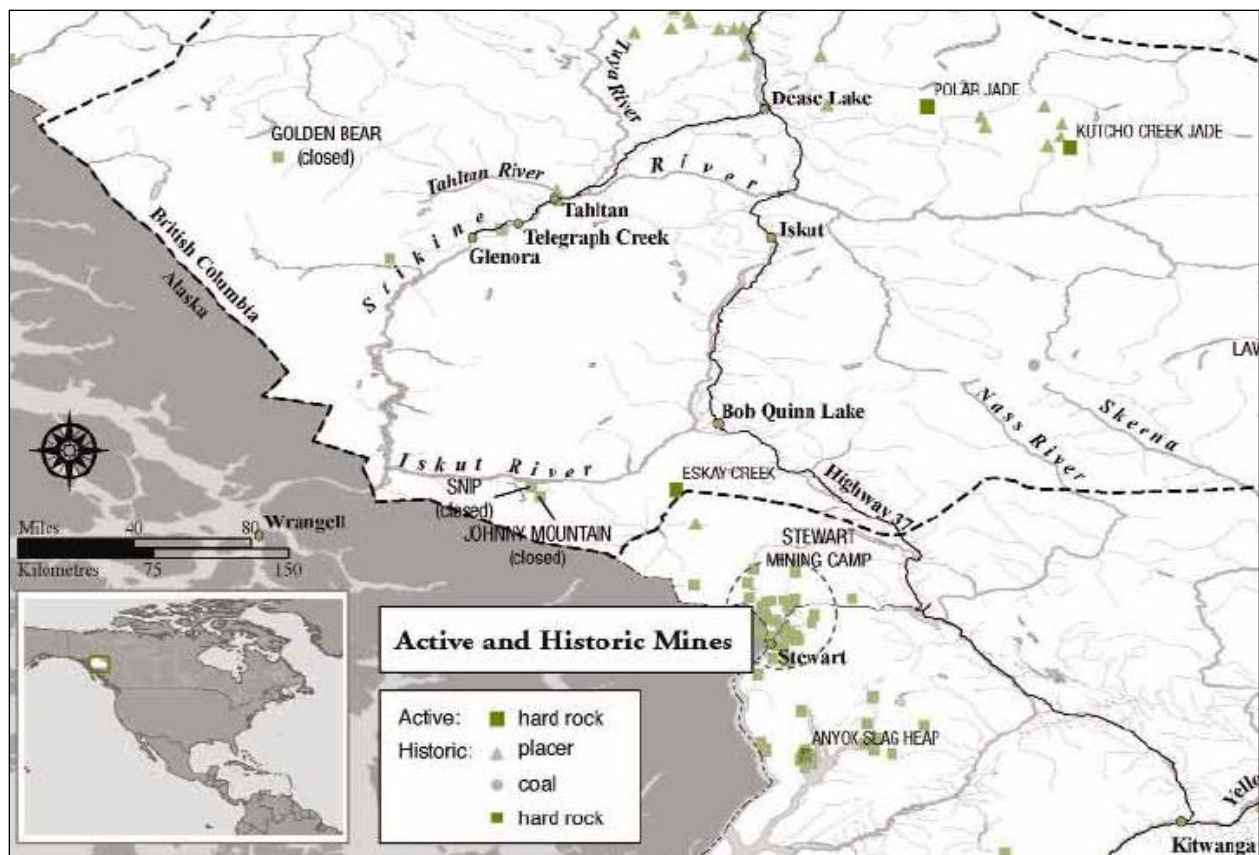 Tuya River
Dease Lake
POLAR JADE
KUTCHO CREEK JADE
GOLDEN BEAR
(closed)
Tahltan River
River
Tahltan
Telegraph Creek
Iskut
Glenora
Stikine
British Columbia
Alaska
LAW
Bob Quinn Lake
Nass River
Skeena
Iskut River
SNIP
(closed)
ESKAY CREEK
Highway 37
JOHNNY MOUNTAIN
(closed)
STEWART
MINING CAMP
Miles 40 80
Wrangell
Kilometres 75 150
Stewart
ANYOX SLAG HEAP
Active and Historic Mines
Active: hard rock
Historic: placer
coal
hard rock
Yelle
Kitwanga